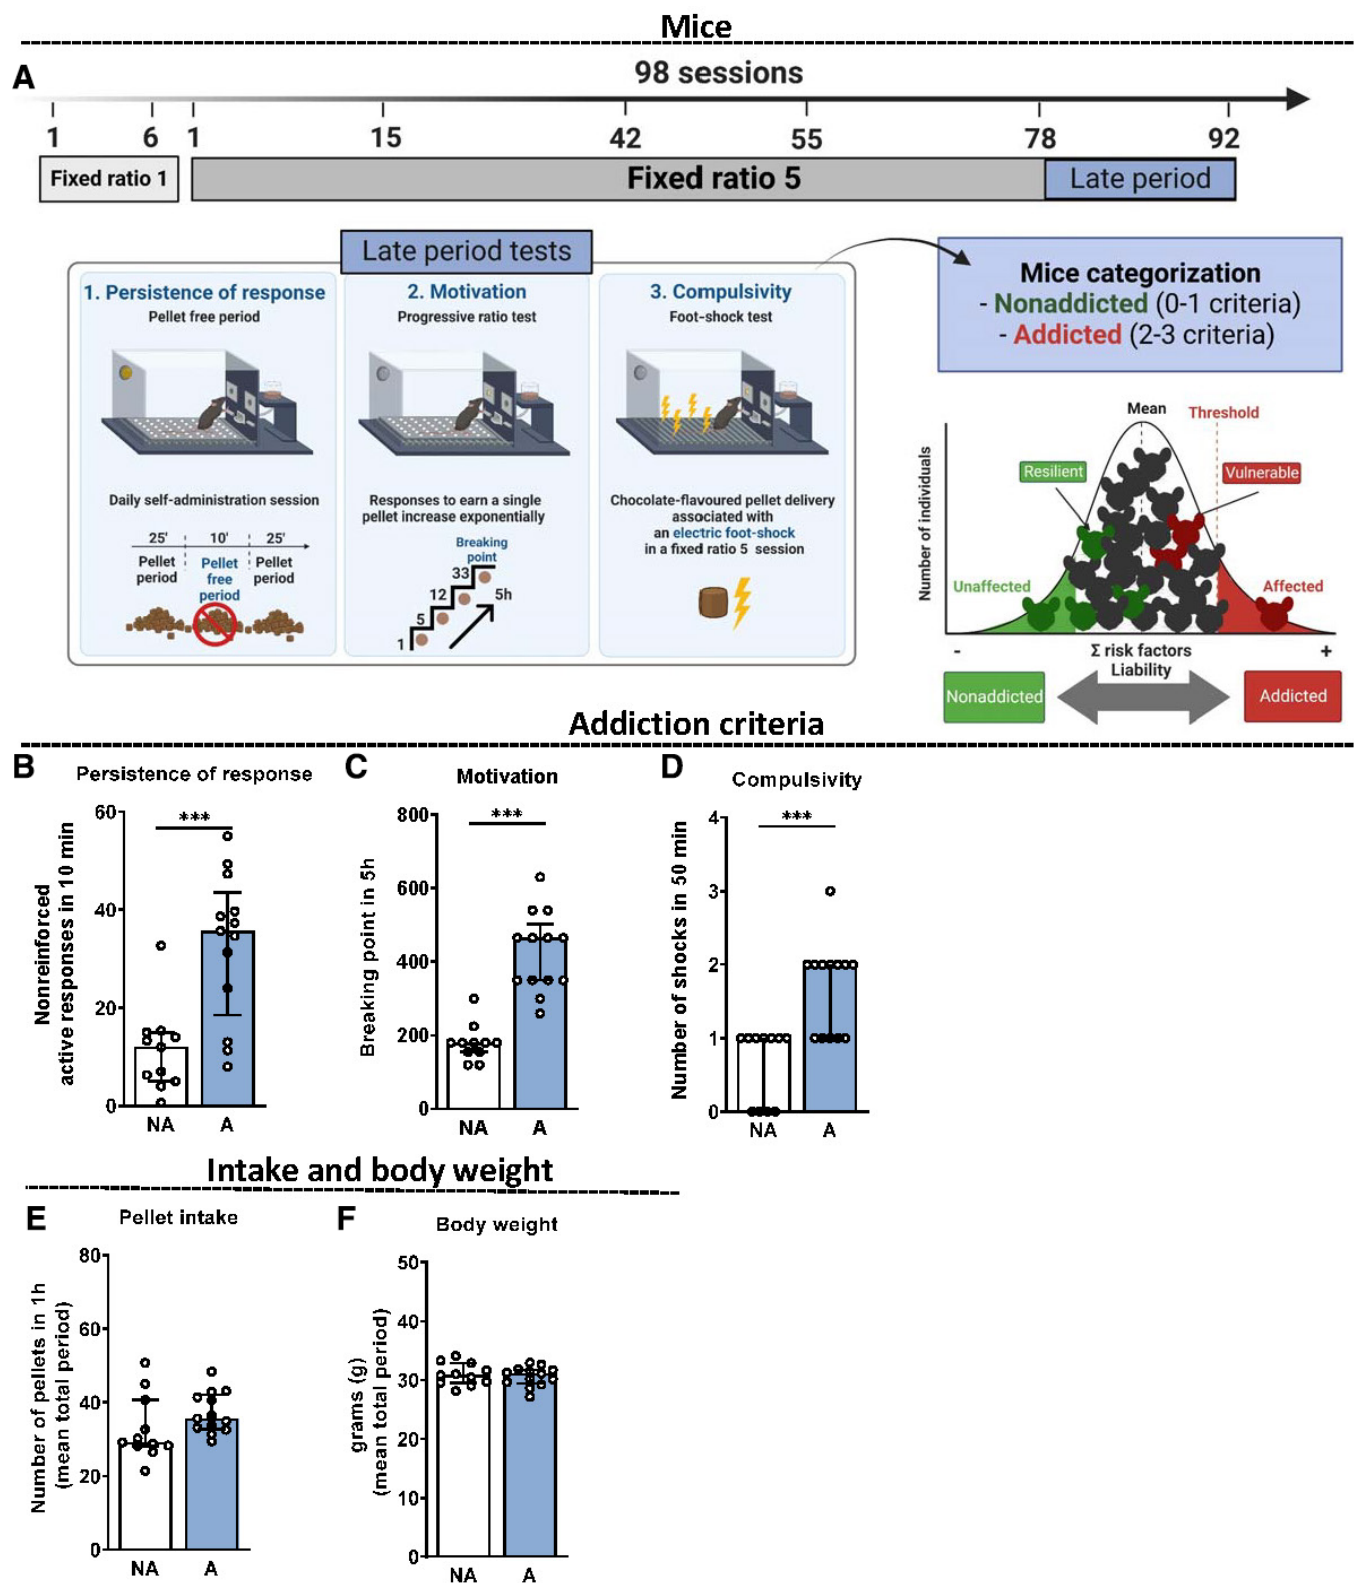 Mice
A
98 sessions
1 6 1 15 42 55 78 92
Fixed ratio 1
Fixed ratio 5
Late period
Late period tests
1. Persistence of response
Pellet free period
Daily self-administration session
25' 10' 25'
Pellet period
Pellet free period
Pellet period
2. Motivation
Progressive ratio test
Responses to earn a single
pellet increase exponentially
Breaking
point
33
12
5
1
5h
3. Compulsivity
Foot-shock test
Chocolate-flavoured pellet delivery
associated with
an electric foot-shock
in a fixed ratio 5 session
Mice categorization
- Nonaddicted (0-1 criteria)
- Addicted (2-3 criteria)
Mean
Threshold
Resilient
Vulnerable
Number of individuals
Unaffected
Affected
- Σ risk factors +
Liability
Nonaddicted
Addicted
Addiction criteria
B
Persistence of response
Nonreinforced
active responses in 10 min
60
40
20
0
***
NA A
C
Motivation
Breaking point in 5h
800
600
400
200
0
***
NA A
D
Compulsivity
Number of shocks in 50 min
4
3
2
1
0
***
NA A
Intake and body weight
E
Pellet intake
Number of pellets in 1h
(mean total period)
80
60
40
20
0
NA A
F
Body weight
grams (g)
(mean total period)
50
40
30
20
10
0
NA A